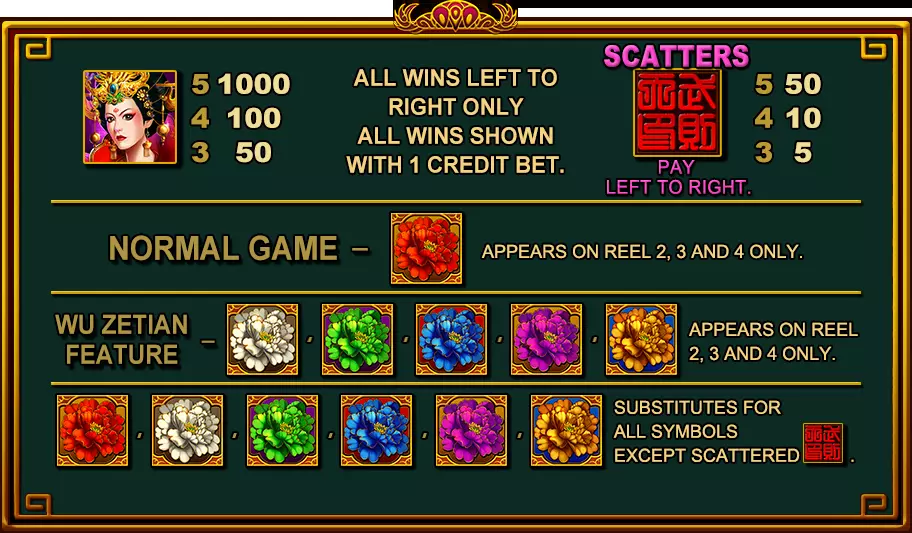 5 1000
4 100
3 50
ALL WINS LEFT TO
RIGHT ONLY
ALL WINS SHOWN
WITH 1 CREDIT BET.
SCATTERS
武則
5 50
4 10
3 5
PAY
LEFT TO RIGHT.
NORMAL GAME –
APPEARS ON REEL 2, 3 AND 4 ONLY.
WU ZETIAN
FEATURE –
, , , ,
APPEARS ON REEL
2, 3 AND 4 ONLY.
, , , , ,
SUBSTITUTES FOR
ALL SYMBOLS
EXCEPT SCATTERED .